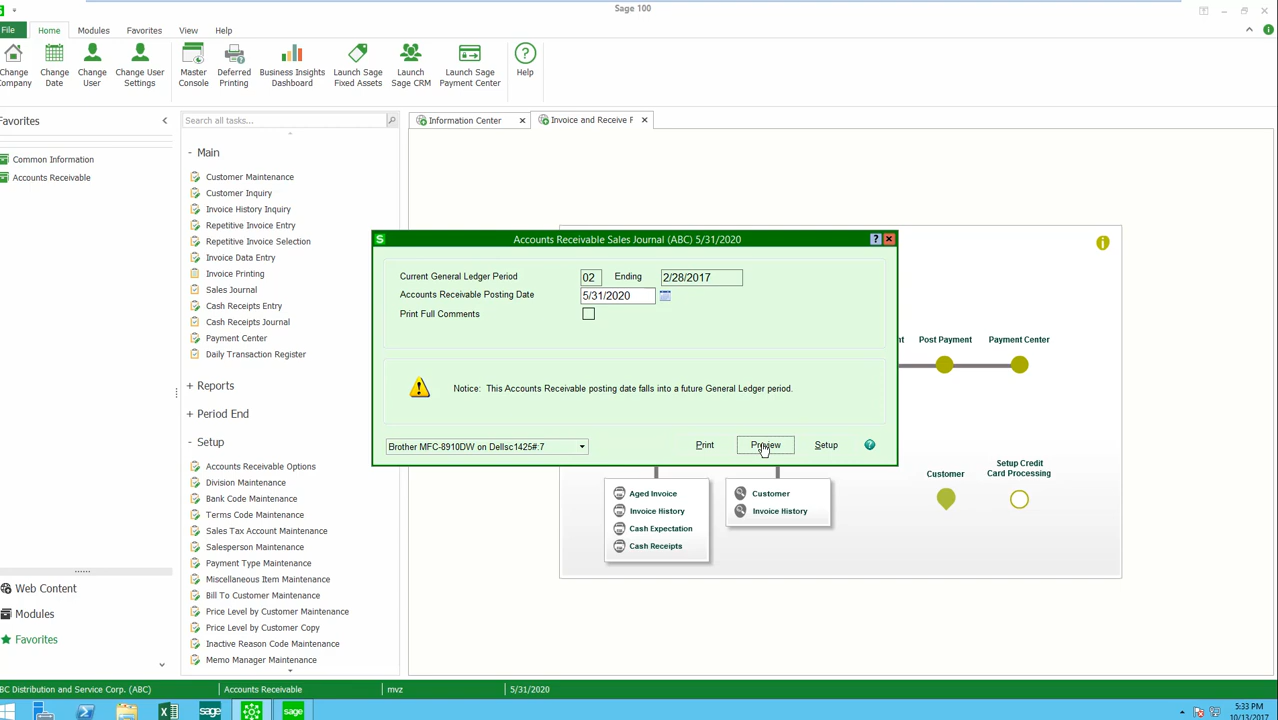 Sage 100
File
Home
Modules
Favorites
View
Help
Change
Company
Change
Date
Change
User
Change User
Settings
Master
Console
Deferred
Printing
Business Insights
Dashboard
Launch Sage
Fixed Assets
Launch
Sage CRM
Launch Sage
Payment Center
Help
Favorites
Common Information
Accounts Receivable
Web Content
Modules
Favorites
Search all tasks...
- Main
Customer Maintenance
Customer Inquiry
Invoice History Inquiry
Repetitive Invoice Entry
Repetitive Invoice Selection
Invoice Data Entry
Invoice Printing
Sales Journal
Cash Receipts Entry
Cash Receipts Journal
Payment Center
Daily Transaction Register
+ Reports
+ Period End
- Setup
Accounts Receivable Options
Division Maintenance
Bank Code Maintenance
Terms Code Maintenance
Sales Tax Account Maintenance
Salesperson Maintenance
Payment Type Maintenance
Miscellaneous Item Maintenance
Bill To Customer Maintenance
Price Level by Customer Maintenance
Price Level by Customer Copy
Inactive Reason Code Maintenance
Memo Manager Maintenance
Information Center
Invoice and Receive F
Accounts Receivable Sales Journal (ABC) 5/31/2020
Current General Ledger Period 02 Ending 2/28/2017
Accounts Receivable Posting Date 5/31/2020
Print Full Comments
Notice: This Accounts Receivable posting date falls into a future General Ledger period.
Brother MFC-8910DW on Dellsc1425#:7
Print
Preview
Setup
nt
Post Payment
Payment Center
Aged Invoice
Invoice History
Cash Expectation
Cash Receipts
Customer
Invoice History
Customer
Setup Credit
Card Processing
BC Distribution and Service Corp. (ABC)
Accounts Receivable
mvz
5/31/2020
sage
sage
5:33 PM
10/13/2017